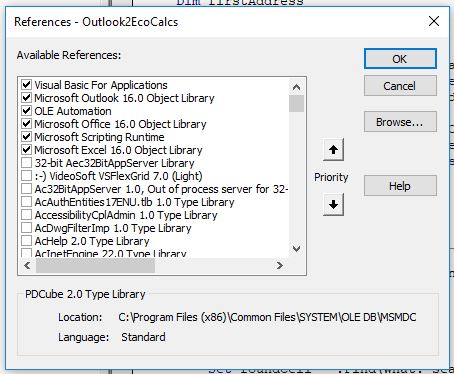 Dim firstAddress
References - Outlook2EcoCalcs
Available References:
OK
Visual Basic For Applications
Microsoft Outlook 16.0 Object Library
OLE Automation
Microsoft Office 16.0 Object Library
Microsoft Scripting Runtime
Microsoft Excel 16.0 Object Library
32-bit Aec32BitAppServer Library
:-) VideoSoft VSFlexGrid 7.0 (Light)
Ac32BitAppServer 1.0, Out of process server for 32-
AcAuthEntities17ENU.tlb 1.0 Type Library
AccessibilityCplAdmin 1.0 Type Library
AcDwgFilterImp 1.0 Type Library
AcHelp 2.0 Type Library
AcInetEngine 22.0 Type Library
Cancel
Browse...
Priority
Help
PDCube 2.0 Type Library
Location: C:\Program Files (x86)\Common Files\SYSTEM\OLE DB\MSMDC
Language: Standard